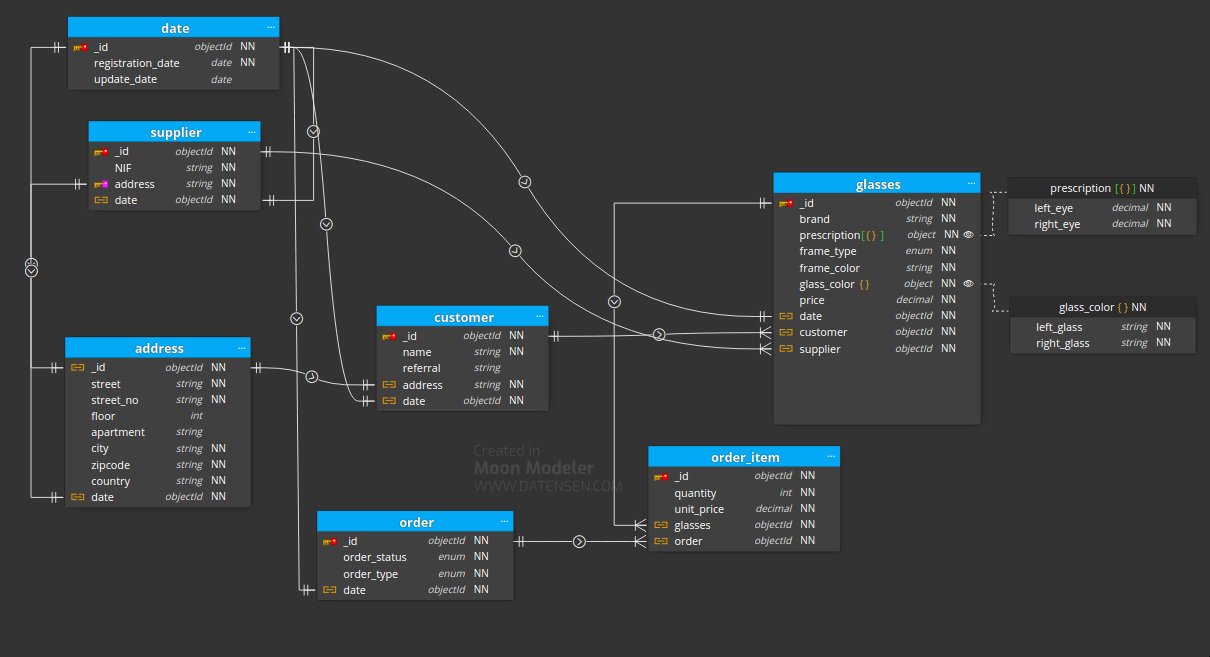 date ...
_id objectId NN
registration_date date NN
update_date date
supplier ...
_id objectId NN
NIF string NN
address string NN
date objectId NN
address ...
_id objectId NN
street string NN
street_no string NN
floor int
apartment string
city string NN
zipcode string NN
country string NN
date objectId NN
customer ...
_id objectId NN
name string NN
referral string
address string NN
date objectId NN
order ...
_id objectId NN
order_status enum NN
order_type enum NN
date objectId NN
Created in
Moon Modeler
WWW.DATENSEN.COM
order_item ...
_id objectId NN
quantity int NN
unit_price decimal NN
glasses objectId NN
order objectId NN
glasses ...
_id objectId NN
brand string NN
prescription[{} ] object NN
frame_type enum NN
frame_color string NN
glass_color {} object NN
price decimal NN
date objectId NN
customer objectId NN
supplier objectId NN
prescription [{}] NN
left_eye decimal NN
right_eye decimal NN
glass_color {} NN
left_glass string NN
right_glass string NN